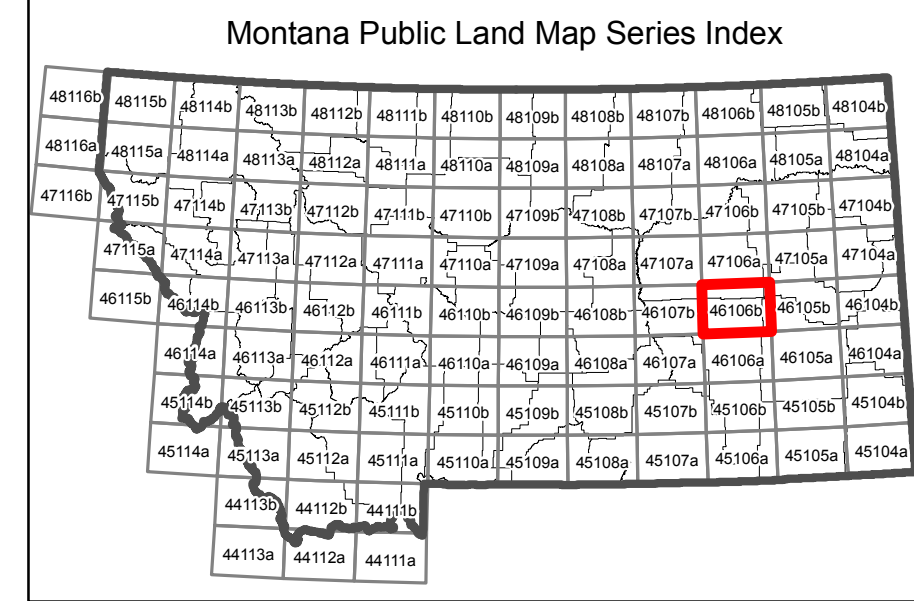 Montana Public Land Map Series Index
48116b 48115b 48114b 48113b 48112b 48111b 48110b 48109b 48108b 48107b 48106b 48105b 48104b
48116a 48115a 48114a 48113a 48112a 48111a 48110a 48109a 48108a 48107a 48106a 48105a 48104a
47116b 47115b 47114b 47113b 47112b 47111b 47110b 47109b 47108b 47107b 47106b 47105b 47104b
47115a 47114a 47113a 47112a 47111a 47110a 47109a 47108a 47107a 47106a 47105a 47104a
46115b 46114b 46113b 46112b 46111b 46110b 46109b 46108b 46107b 46106b 46105b 46104b
46114a 46113a 46112a 46111a 46110a 46109a 46108a 46107a 46106a 46105a 46104a
45114b 45113b 45112b 45111b 45110b 45109b 45108b 45107b 45106b 45105b 45104b
45114a 45113a 45112a 45111a 45110a 45109a 45108a 45107a 45106a 45105a 45104a
44113b 44112b 44111b
44113a 44112a 44111a